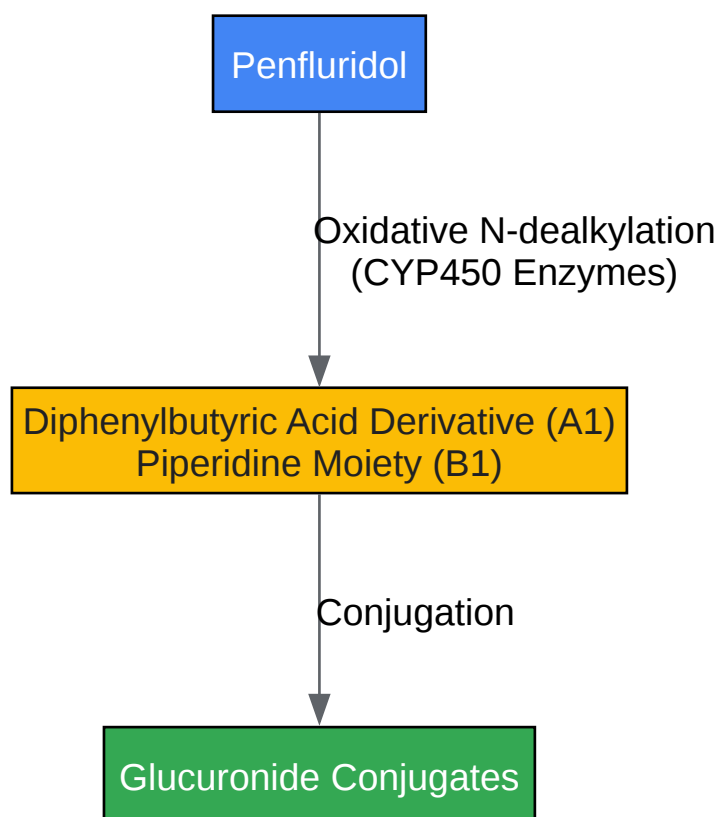 Penfluridol
Oxidative N-dealkylation
(CYP450 Enzymes)
Diphenylbutyric Acid Derivative (A1)
Piperidine Moiety (B1)
Conjugation
Glucuronide Conjugates